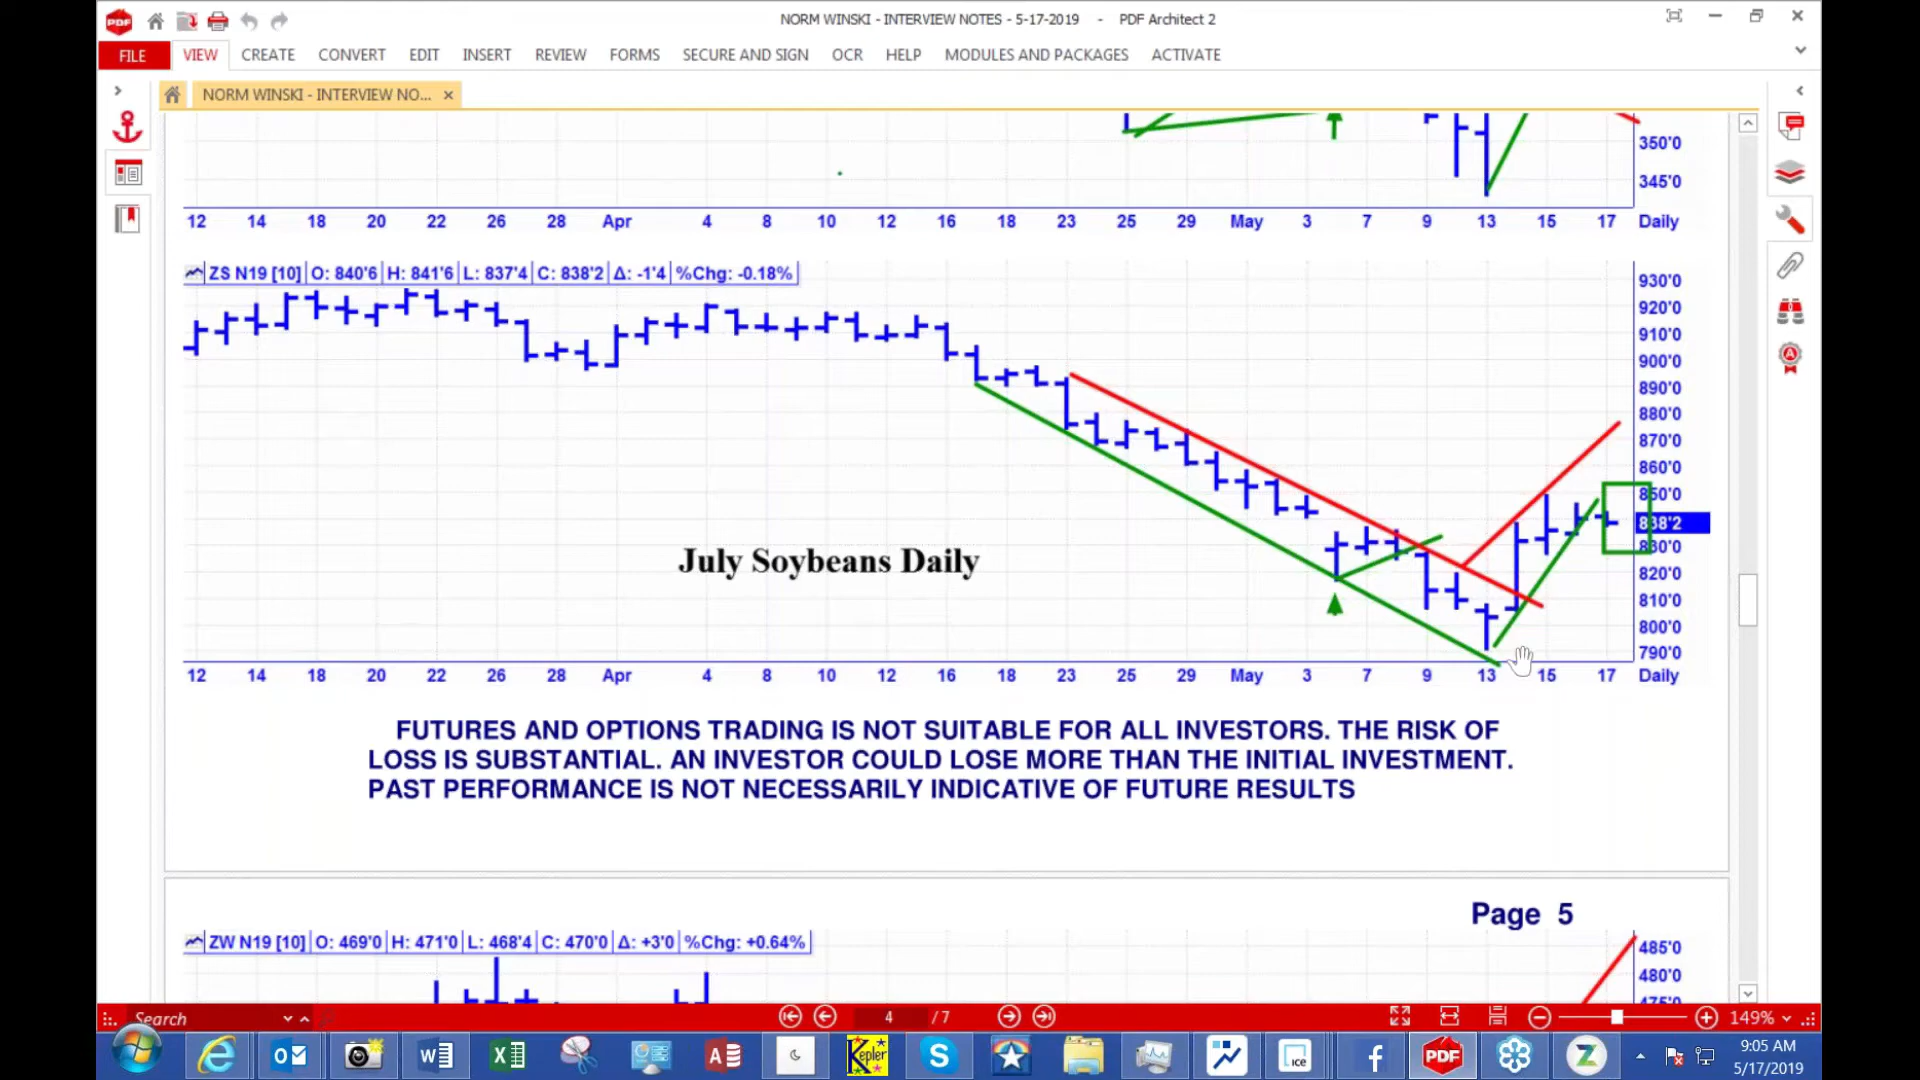 NORM WINSKI - INTERVIEW NOTES - 5-17-2019 - PDF Architect 2
FILE VIEW CREATE CONVERT EDIT INSERT REVIEW FORMS SECURE AND SIGN OCR HELP MODULES AND PACKAGES ACTIVATE
NORM WINSKI - INTERVIEW NO... ×
350'0
345'0
12 14 18 20 22 26 28 Apr 4 8 10 12 16 18 23 25 29 May 3 7 9 13 15 17 Daily
ZS N19 [10] O: 840'6 H: 841'6 L: 837'4 C: 838'2 Δ: -1'4 %Chg: -0.18%
930'0
920'0
910'0
900'0
890'0
880'0
870'0
860'0
850'0
838'2
830'0
820'0
810'0
800'0
790'0
July Soybeans Daily
12 14 18 20 22 26 28 Apr 4 8 10 12 16 18 23 25 29 May 3 7 9 13 15 17 Daily
FUTURES AND OPTIONS TRADING IS NOT SUITABLE FOR ALL INVESTORS. THE RISK OF
LOSS IS SUBSTANTIAL. AN INVESTOR COULD LOSE MORE THAN THE INITIAL INVESTMENT.
PAST PERFORMANCE IS NOT NECESSARILY INDICATIVE OF FUTURE RESULTS
Page 5
ZW N19 [10] O: 469'0 H: 471'0 L: 468'4 C: 470'0 Δ: +3'0 %Chg: +0.64%
485'0
480'0
475'0
Search 4 / 7 149%
Kepler ice PDF
9:05 AM
5/17/2019